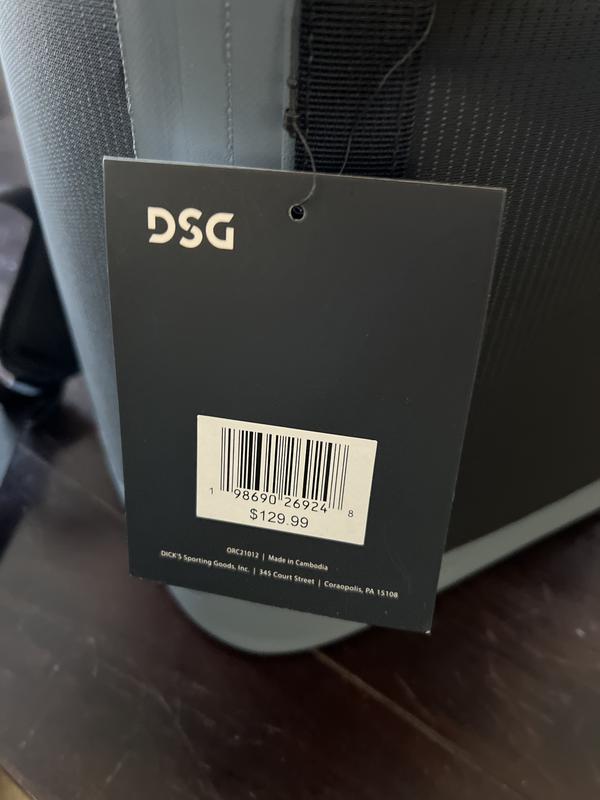 DSG
1 98690 26924 8
$129.99
ORC21012 | Made in Cambodia
DICK'S Sporting Goods, Inc. | 345 Court Street | Coraopolis, PA 15108